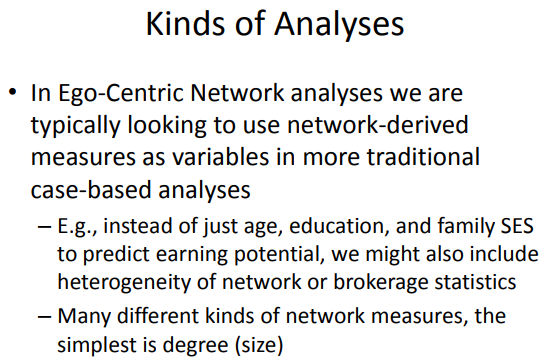 Kinds of Analyses
• In Ego-Centric Network analyses we are
typically looking to use network-derived
measures as variables in more traditional
case-based analyses
– E.g., instead of just age, education, and family SES
to predict earning potential, we might also include
heterogeneity of network or brokerage statistics
– Many different kinds of network measures, the
simplest is degree (size)